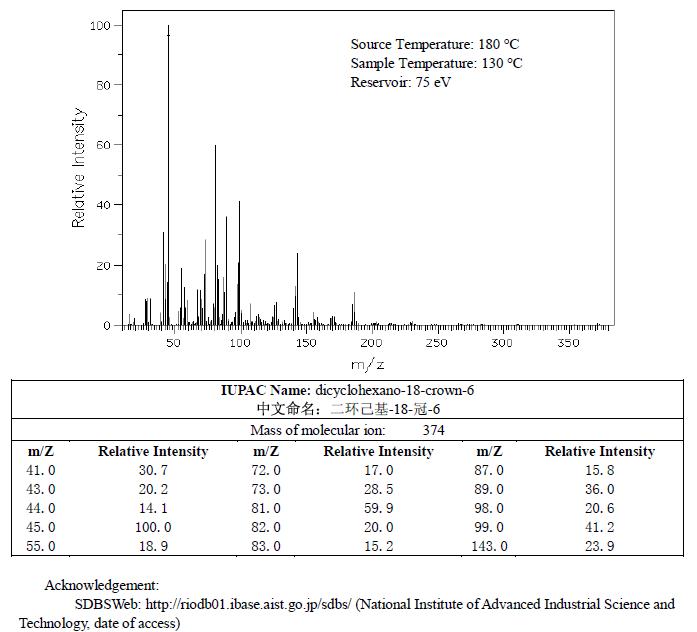 100
80
60
40
20
0
Relative Intensity
Source Temperature: 180 °C
Sample Temperature: 130 °C
Reservoir: 75 eV
50 100 150 200 250 300 350
m/z
IUPAC Name: dicyclohexano-18-crown-6
中文命名：二环己基-18-冠-6
Mass of molecular ion: 374
m/Z Relative Intensity m/Z Relative Intensity m/Z Relative Intensity
41.0 30.7 72.0 17.0 87.0 15.8
43.0 20.2 73.0 28.5 89.0 36.0
44.0 14.1 81.0 59.9 98.0 20.6
45.0 100.0 82.0 20.0 99.0 41.2
55.0 18.9 83.0 15.2 143.0 23.9
Acknowledgement:
SDBSWeb: http://riodb01.ibase.aist.go.jp/sdbs/ (National Institute of Advanced Industrial Science and
Technology, date of access)